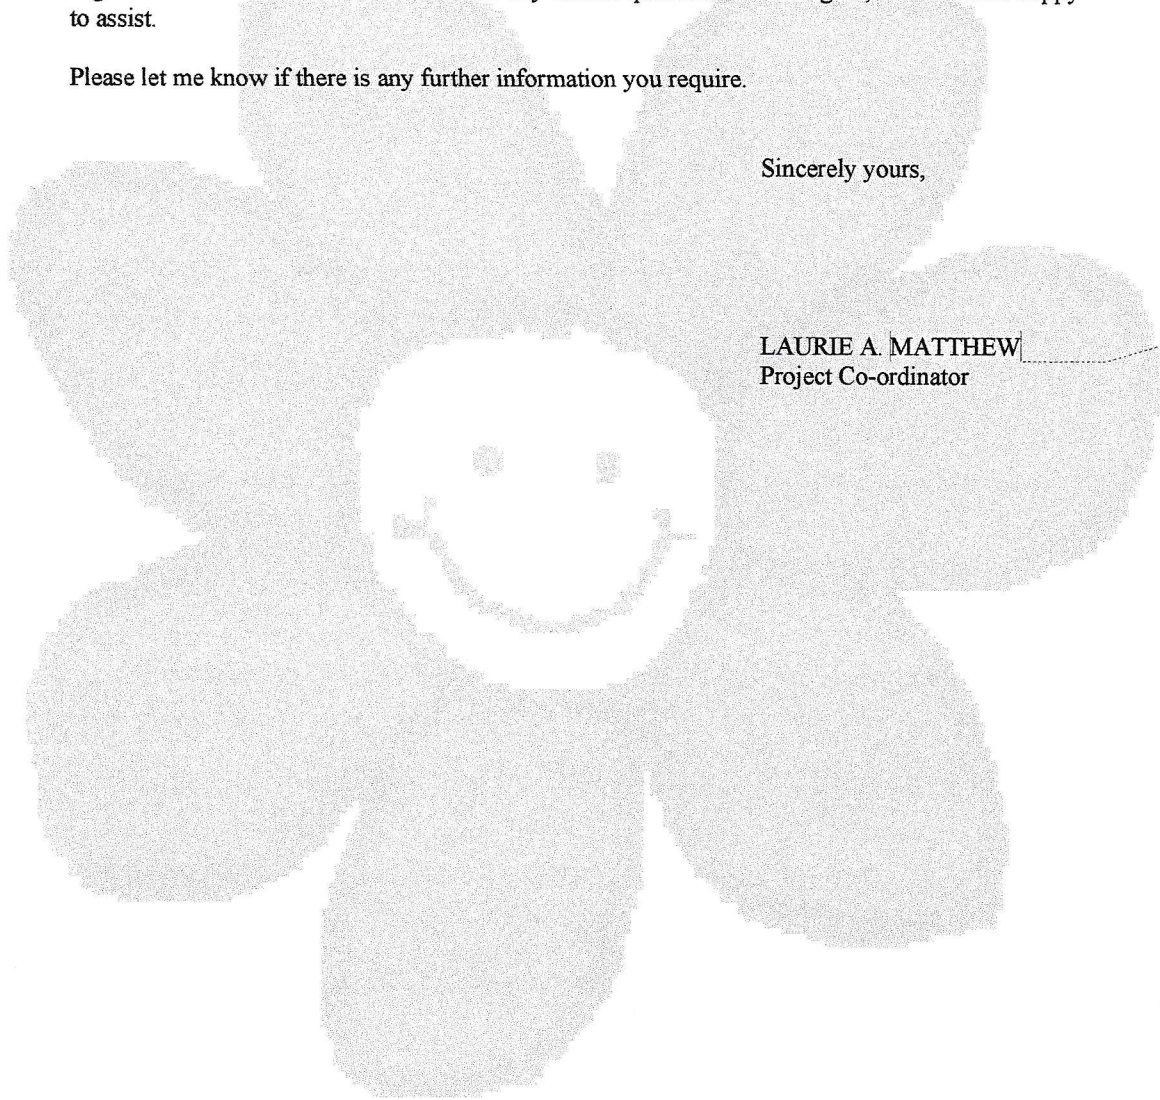 to assist.
Please let me know if there is any further information you require.
Sincerely yours,
LAURIE A. MATTHEW
Project Co-ordinator